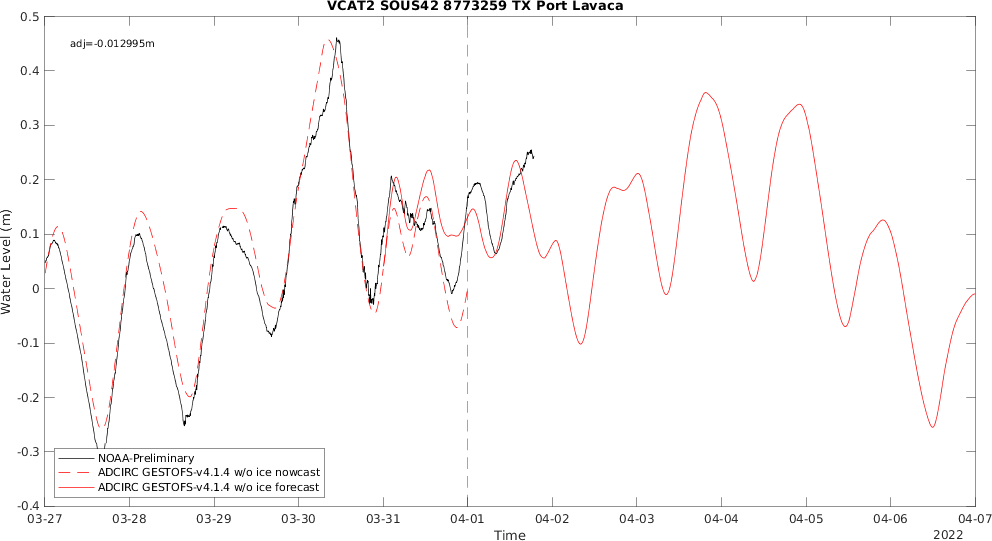 VCAT2 SOUS42 8773259 TX Port Lavaca
adj=-0.012995m
0.5
0.4
0.3
0.2
0.1
0
-0.1
-0.2
-0.3
-0.4
Water Level (m)
NOAA-Preliminary
ADCIRC GESTOFS-v4.1.4 w/o ice nowcast
ADCIRC GESTOFS-v4.1.4 w/o ice forecast
03-27 03-28 03-29 03-30 03-31 04-01 04-02 04-03 04-04 04-05 04-06 04-07
Time
2022